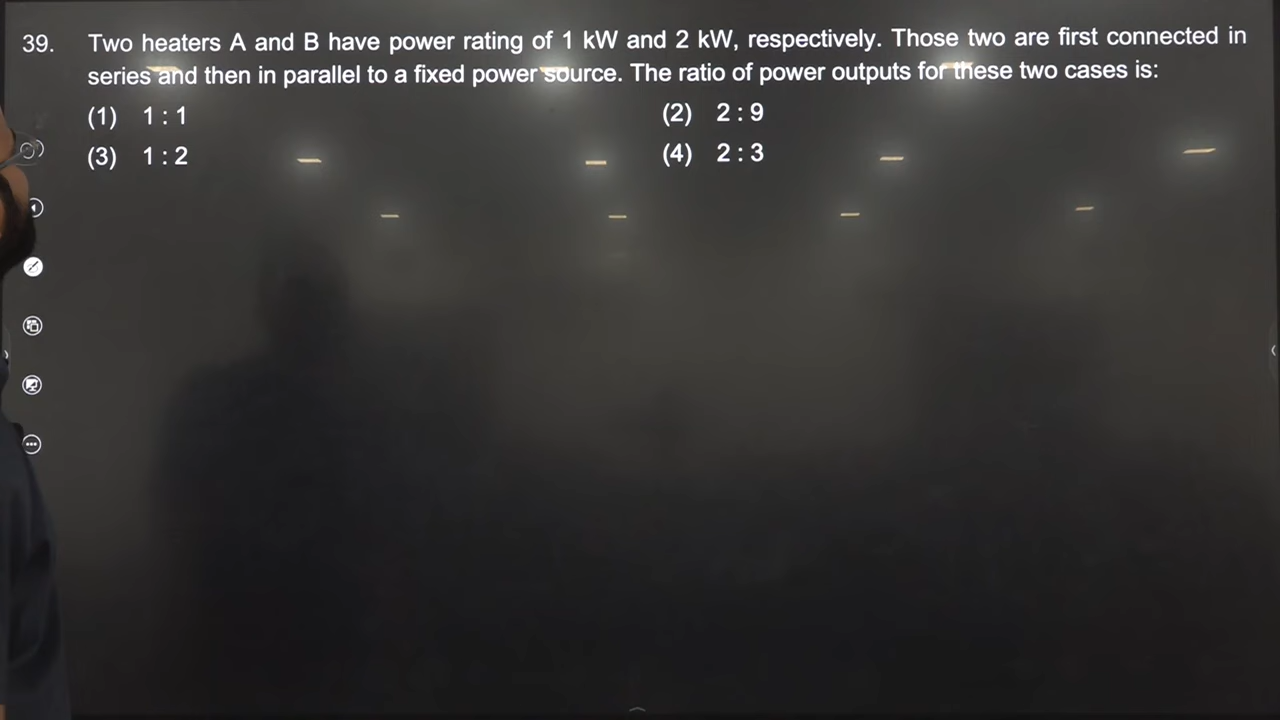 39. Two heaters A and B have power rating of 1 kW and 2 kW, respectively. Those two are first connected in
series and then in parallel to a fixed power source. The ratio of power outputs for these two cases is:
(1) 1 : 1 (2) 2 : 9
(3) 1 : 2 (4) 2 : 3